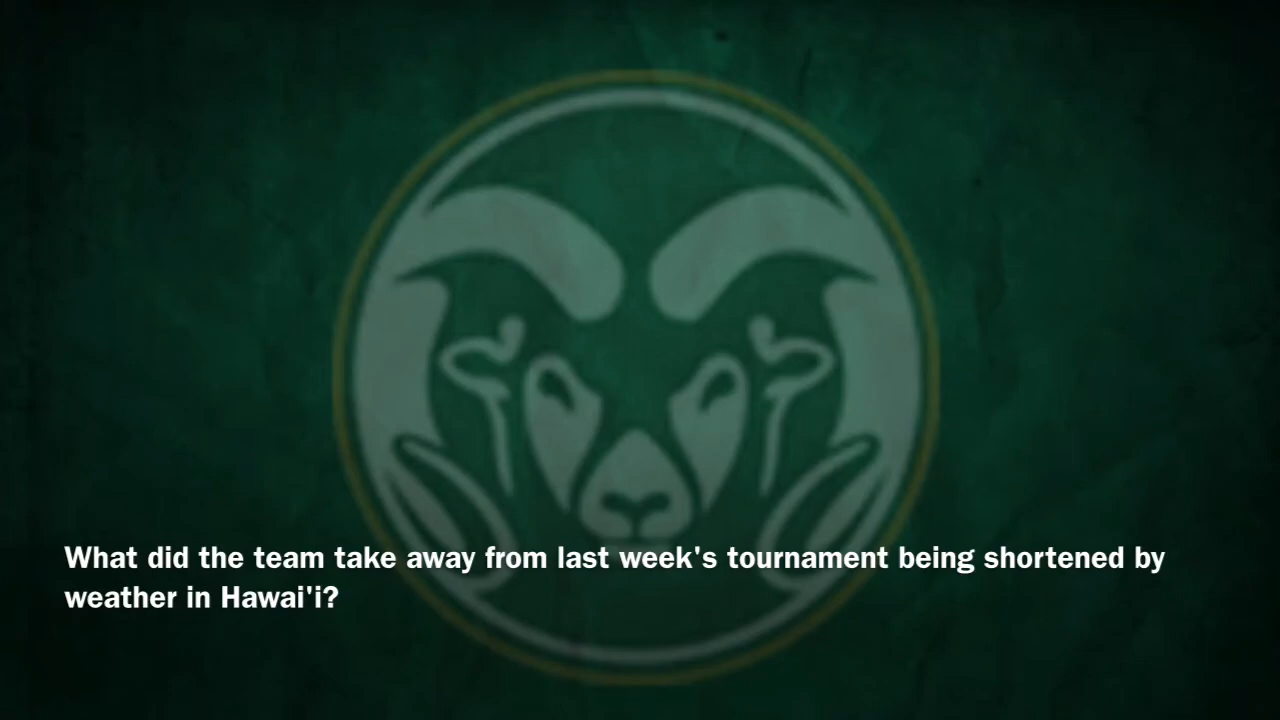 What did the team take away from last week's tournament being shortened by
weather in Hawai'i?